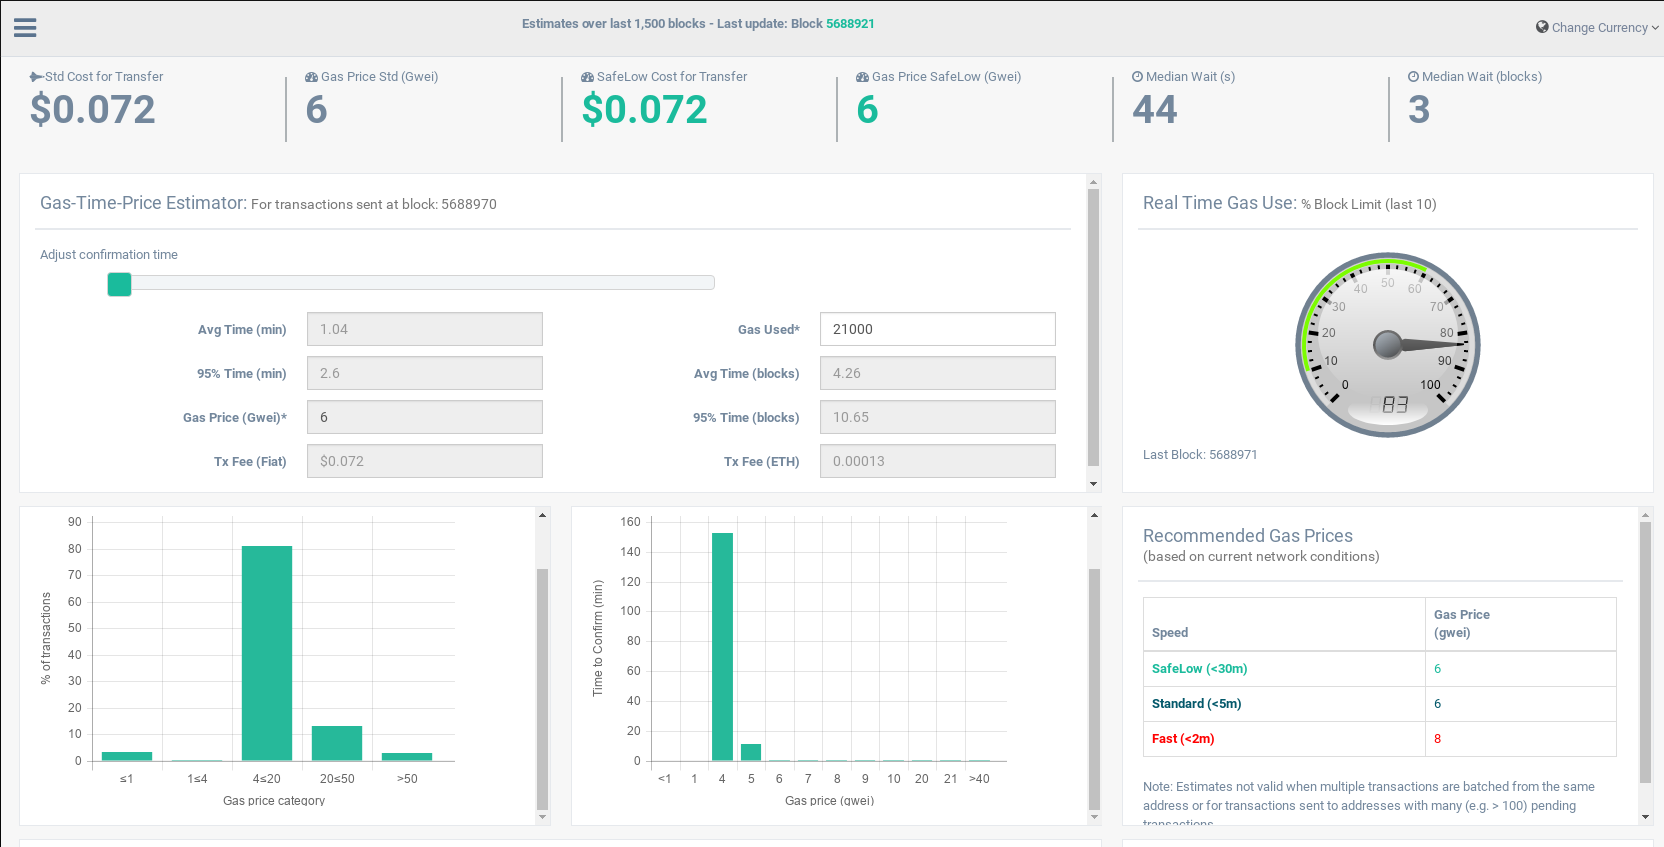 Estimates over last 1,500 blocks - Last update: Block 5688921
Change Currency
Std Cost for Transfer
$0.072
Gas Price Std (Gwei)
6
SafeLow Cost for Transfer
$0.072
Gas Price SafeLow (Gwei)
6
Median Wait (s)
44
Median Wait (blocks)
3
Gas-Time-Price Estimator: For transactions sent at block: 5688970
Adjust confirmation time
Avg Time (min) 1.04
Gas Used* 21000
95% Time (min) 2.6
Avg Time (blocks) 4.26
Gas Price (Gwei)* 6
95% Time (blocks) 10.65
Tx Fee (Fiat) $0.072
Tx Fee (ETH) 0.00013
Real Time Gas Use: % Block Limit (last 10)
0 10 20 30 40 50 60 70 80 90 100
83
Last Block: 5688971
% of transactions
90
80
70
60
50
40
30
20
10
0
≤1 1≤4 4≤20 20≤50 >50
Gas price category
Time to Confirm (min)
160
140
120
100
80
60
40
20
0
<1 1 4 5 6 7 8 9 10 20 21 >40
Gas price (gwei)
Recommended Gas Prices
(based on current network conditions)
Speed Gas Price
(gwei)
SafeLow (<30m) 6
Standard (<5m) 6
Fast (<2m) 8
Note: Estimates not valid when multiple transactions are batched from the same
address or for transactions sent to addresses with many (e.g. > 100) pending
transactions